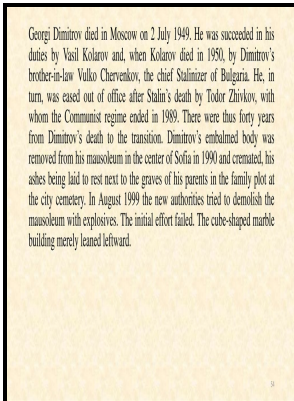 Georgi Dimitrov died in Moscow on 2 July 1949. He was succeeded in his
duties by Vasil Kolarov and, when Kolarov died in 1950, by Dimitrov's
brother-in-law Vulko Chervenkov, the chief Stalinizer of Bulgaria. He, in
turn, was eased out of office after Stalin's death by Todor Zhivkov, with
whom the Communist regime ended in 1989. There were thus forty years
from Dimitrov's death to the transition. Dimitrov's embalmed body was
removed from his mausoleum in the center of Sofia in 1990 and cremated, his
ashes being laid to rest next to the graves of his parents in the family plot at
the city cemetery. In August 1999 the new authorities tried to demolish the
mausoleum with explosives. The initial effort failed. The cube-shaped marble
building merely leaned leftward.